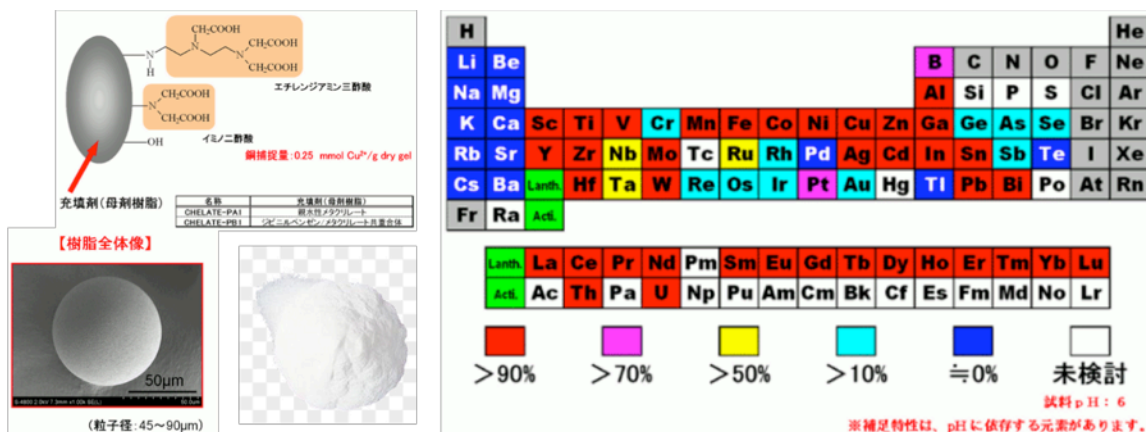 CH₂COOH
CH₂COOH
N
N
CH₂COOH
N
H
エチレンジアミン三酢酸
CH₂COOH
N
CH₂COOH
イミノ二酢酸
OH
銅捕捉量:0.25 mmol Cu²⁺/g dry gel
充填剤(母剤樹脂)
名称 充填剤(母剤樹脂)
CHELATE-PA1 親水性メタクリレート
CHELATE-PB1 ジビニルベンゼン/メタクリレート共重合体
【樹脂全体像】
50μm
S-4800 2.0kV 7.3mm x1.00k SE(L) 50.0um
(粒子径:45～90μm)
H He
Li Be B C N O F Ne
Na Mg Al Si P S Cl Ar
K Ca Sc Ti V Cr Mn Fe Co Ni Cu Zn Ga Ge As Se Br Kr
Rb Sr Y Zr Nb Mo Tc Ru Rh Pd Ag Cd In Sn Sb Te I Xe
Cs Ba Lanth. Hf Ta W Re Os Ir Pt Au Hg Tl Pb Bi Po At Rn
Fr Ra Acti.
Lanth. La Ce Pr Nd Pm Sm Eu Gd Tb Dy Ho Er Tm Yb Lu
Acti. Ac Th Pa U Np Pu Am Cm Bk Cf Es Fm Md No Lr
＞90% ＞70% ＞50% ＞10% ≒0% 未検討
試料pH:6
※補足特性は、pHに依存する元素があります。